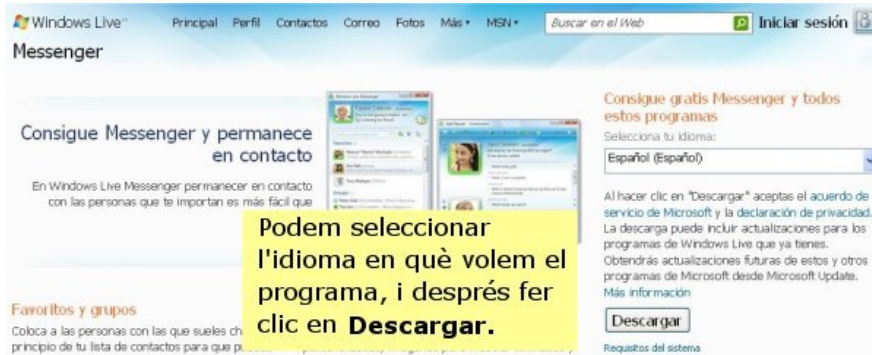 Windows Live™ Principal Perfil Contactos Correo Fotos Más MSN Buscar en el Web Iniciar sesión
Messenger
Consigue Messenger y permanece
en contacto
En Windows Live Messenger permanecer en contacto
con las personas que te importan es más fácil que
Podem seleccionar
l'idioma en què volem el
programa, i després fer
clic en Descargar.
Favoritos y grupos
Coloca a las personas con las que sueles
principio de tu lista de contactos para que
Consigue gratis Messenger y todos
estos programas
Selecciona tu idioma:
Español (Español)
Al hacer clic en "Descargar" aceptas el acuerdo de
servicio de Microsoft y la declaración de privacidad.
La descarga puede incluir actualizaciones para los
programas de Windows Live que ya tienes.
Obtendrás actualizaciones futuras de estos y otros
programas de Microsoft desde Microsoft Update.
Más información
Descargar
Requisitos del sistema